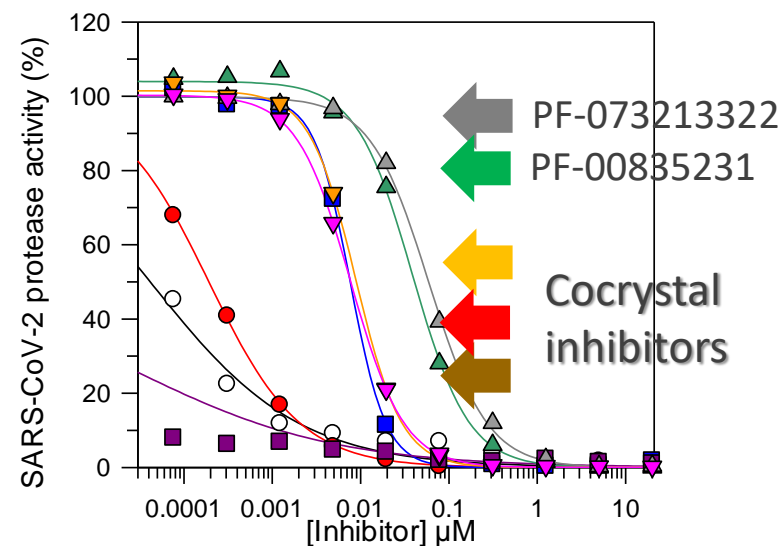 SARS-CoV-2 protease activity (%)
120
100
80
60
40
20
0
PF-073213322
PF-00835231
Cocrystal
inhibitors
0.0001 0.001 0.01 0.1 1 10
[Inhibitor] µM